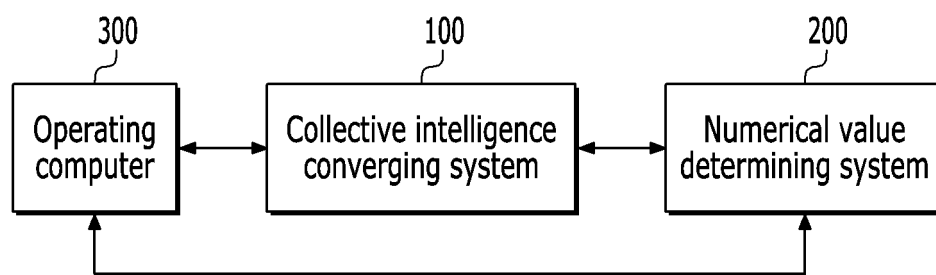 300
100
200
Operating
computer
Collective intelligence
converging system
Numerical value
determining system